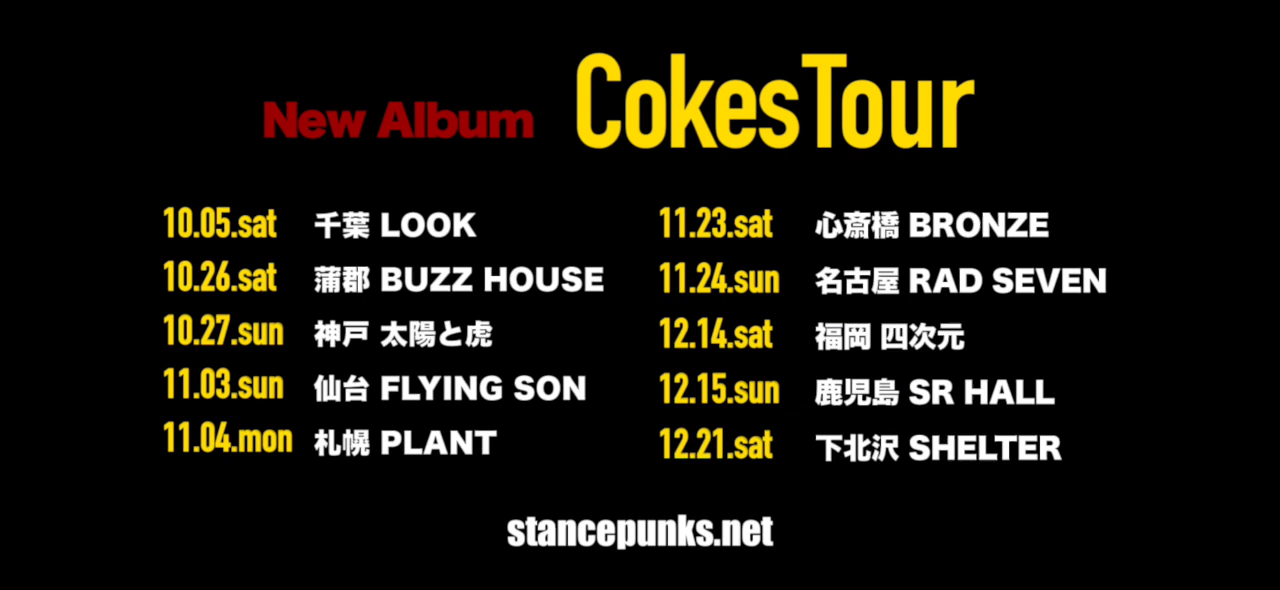 New Album CokesTour
10.05.sat 千葉 LOOK
10.26.sat 蒲郡 BUZZ HOUSE
10.27.sun 神戸 太陽と虎
11.03.sun 仙台 FLYING SON
11.04.mon 札幌 PLANT
11.23.sat 心斎橋 BRONZE
11.24.sun 名古屋 RAD SEVEN
12.14.sat 福岡 四次元
12.15.sun 鹿児島 SR HALL
12.21.sat 下北沢 SHELTER
stancepunks.net